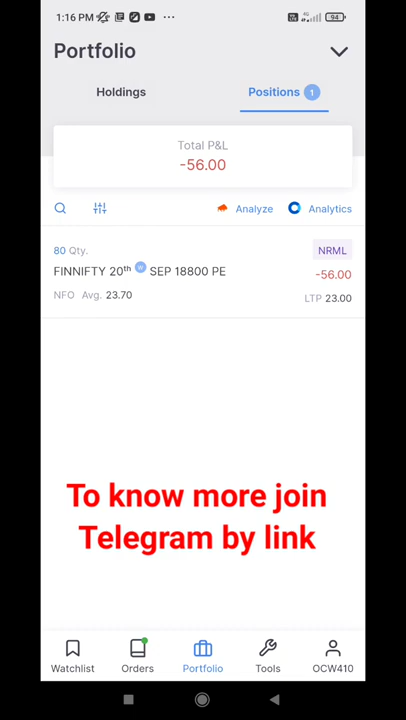 1:16 PM
4G
94
Portfolio
Holdings
Positions 1
Total P&L
-56.00
Analyze
Analytics
80 Qty.
NRML
FINNIFTY 20th W SEP 18800 PE
-56.00
NFO Avg. 23.70
LTP 23.00
To know more join
Telegram by link
Watchlist
Orders
Portfolio
Tools
OCW410